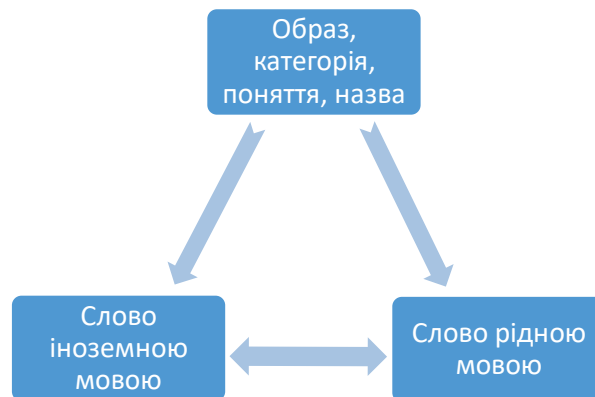 Образ,
категорія,
поняття, назва
Слово
іноземною
мовою
Слово рідною
мовою